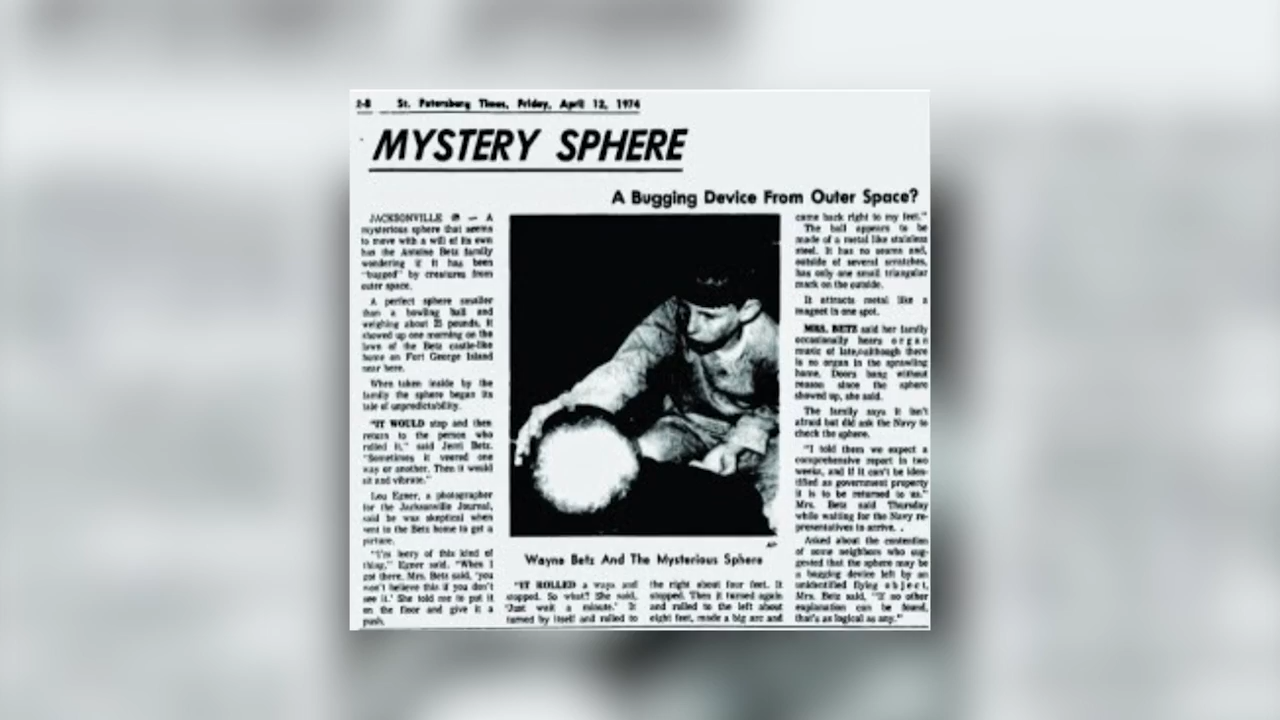 2-B St. Petersburg Times, Friday, April 12, 1974
MYSTERY SPHERE
A Bugging Device From Outer Space?
JACKSONVILLE — A
mysterious sphere that seems
to move with a will of its own
has the Antoine Betz family
wondering if it has been
"bugged" by creatures from
outer space.
A perfect sphere smaller
than a bowling ball and
weighing about pounds, it
showed up one morning on the
lawn of the Betz castle-like
home on Fort George Island
near here.
When taken inside by the
family the sphere began its
tale of unpredictability.
"IT WOULD stop and then
return to the person who
rolled it," said Jerri Betz.
"Sometimes it veered one
way or another. Then it would
sit and vibrate."
Lou Egner, a photographer
for the Jacksonville Journal,
said he was skeptical when
sent to the Betz home to get a
picture.
"I'm leery of this kind of
thing," Egner said. "When I
got there, Mrs. Betz said, 'you
won't believe this if you don't
see it.' She told me to put it
on the floor and give it a
push.
AP
Wayne Betz And The Mysterious Sphere
"IT ROLLED a ways and
stopped. So what? She said,
'Just wait a minute.' It
turned by itself and rolled to
the right about four feet. It
stopped. Then it turned again
and rolled to the left about
eight feet, made a big arc and
came back right to my feet."
The ball appears to be
made of a metal like stainless
steel. It has no seams and,
outside of several scratches,
has only one small triangular
mark on the outside.
It attracts metal like a
magnet in one spot.
MRS. BETZ said her family
occasionally hears organ
music of late, although there
is no organ in the sprawling
home. Doors bang without
reason since the sphere
showed up, she said.
The family says it isn't
afraid but did ask the Navy to
check the sphere.
"I told them we expect a
comprehensive report in two
weeks, and if it can't be iden-
tified as government property
it is to be returned to us."
Mrs. Betz said Thursday
while waiting for the Navy re-
presentatives to arrive.
Asked about the contention
of some neighbors who sug-
gested that the sphere may be
a bugging device left by an
unidentified flying object,
Mrs. Betz said, "If no other
explanation can be found,
that's as logical as any."